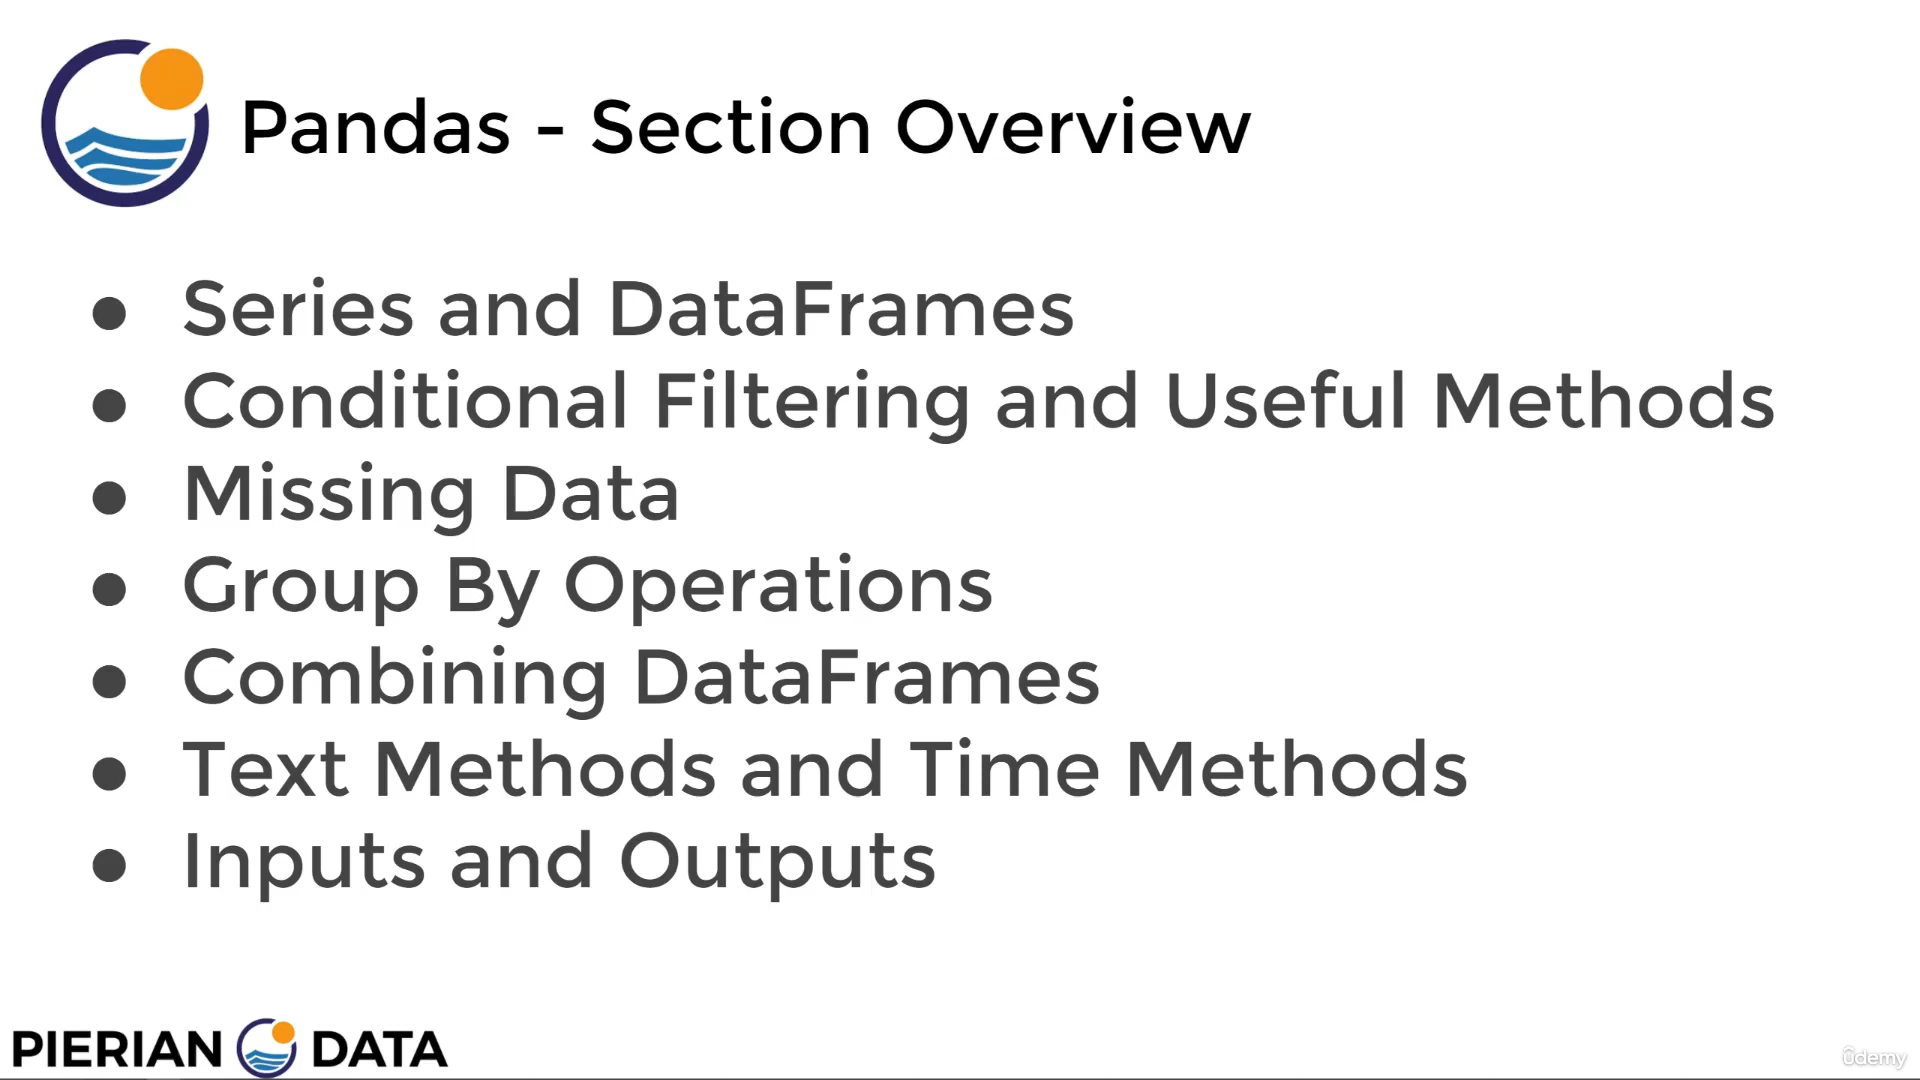 Pandas - Section Overview
● Series and DataFrames
● Conditional Filtering and Useful Methods
● Missing Data
● Group By Operations
● Combining DataFrames
● Text Methods and Time Methods
● Inputs and Outputs
PIERIAN DATA
ûdemy